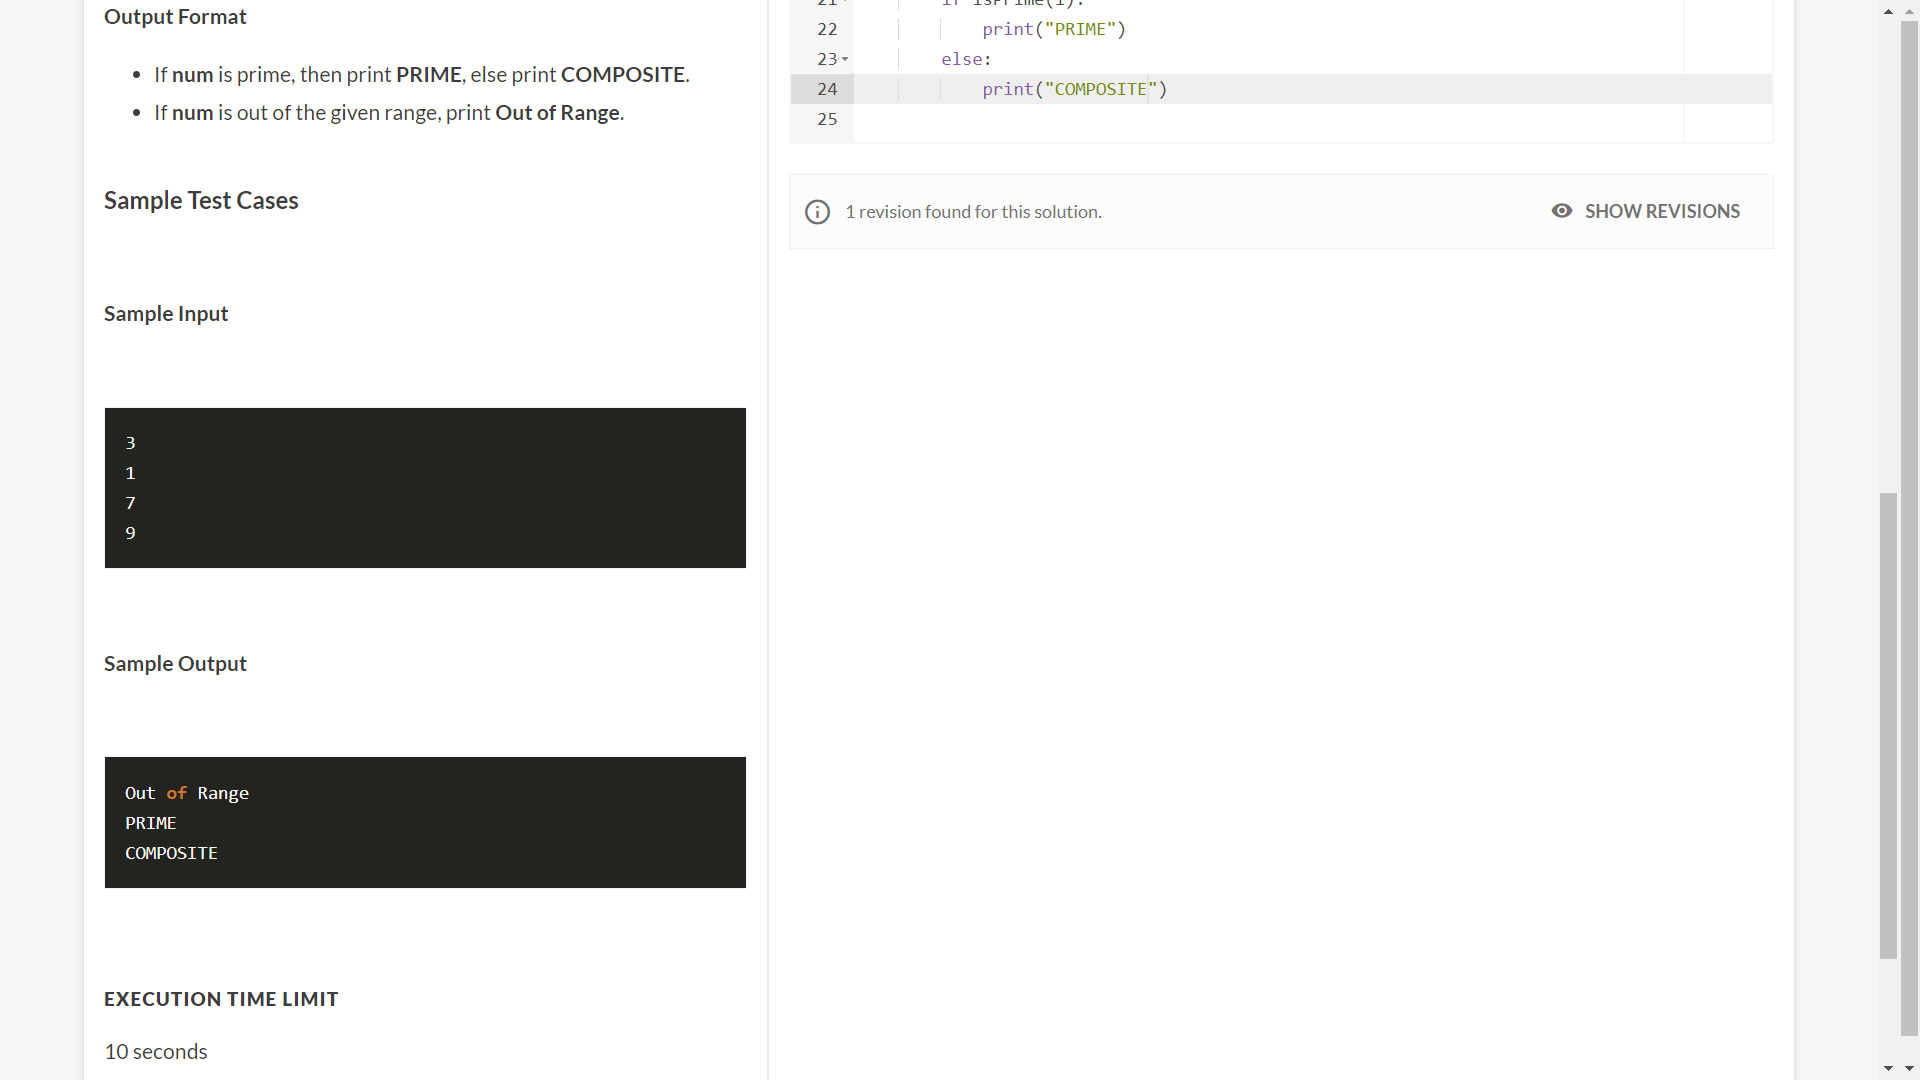 Output Format
• If num is prime, then print PRIME, else print COMPOSITE.
• If num is out of the given range, print Out of Range.
Sample Test Cases
Sample Input
3
1
7
9
Sample Output
Out of Range
PRIME
COMPOSITE
EXECUTION TIME LIMIT
10 seconds
21 if isPrime(i):
22 print("PRIME")
23 else:
24 print("COMPOSITE")
25
1 revision found for this solution.
SHOW REVISIONS